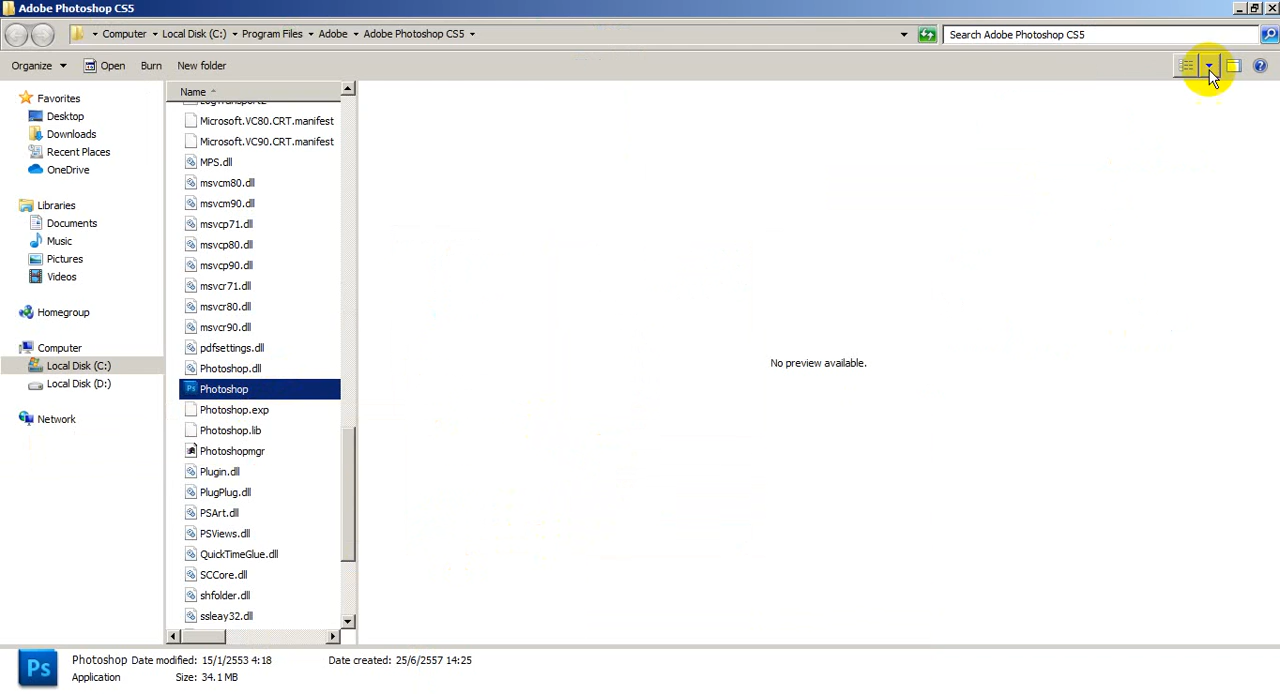 Adobe Photoshop CS5
Computer Local Disk (C:) Program Files Adobe Adobe Photoshop CS5
Search Adobe Photoshop CS5
Organize Open Burn New folder
Favorites
Desktop
Downloads
Recent Places
OneDrive
Libraries
Documents
Music
Pictures
Videos
Homegroup
Computer
Local Disk (C:)
Local Disk (D:)
Network
Name
Microsoft.VC80.CRT.manifest
Microsoft.VC90.CRT.manifest
MPS.dll
msvcm80.dll
msvcm90.dll
msvcp71.dll
msvcp80.dll
msvcp90.dll
msvcr71.dll
msvcr80.dll
msvcr90.dll
pdfsettings.dll
Photoshop.dll
Photoshop
Photoshop.exp
Photoshop.lib
Photoshopmgr
Plugin.dll
PlugPlug.dll
PSArt.dll
PSViews.dll
QuickTimeGlue.dll
SCCore.dll
shfolder.dll
ssleay32.dll
No preview available.
Ps
Photoshop Date modified: 15/1/2553 4:18 Date created: 25/6/2557 14:25
Application Size: 34.1 MB